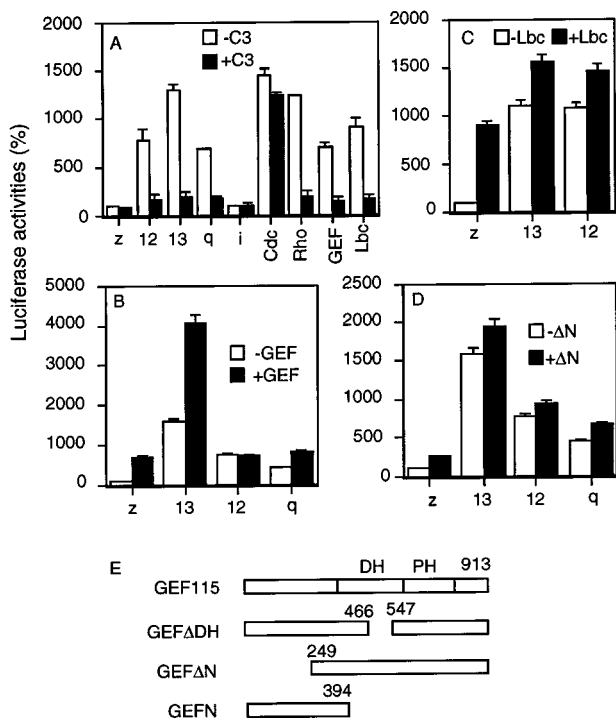 Luciferase activities (%)
A
-C3
+C3
2000
1500
1000
500
0
z 12 13 q i Cdc Rho GEF Lbc
C
-Lbc +Lbc
2000
1500
1000
500
0
z 13 12
B
-GEF
+GEF
5000
4000
3000
2000
1000
0
z 13 12 q
D
-ΔN
+ΔN
2500
2000
1500
1000
500
0
z 13 12 q
E
DH PH 913
GEF115
466 547
GEFΔDH
249
GEFΔN
394
GEFN